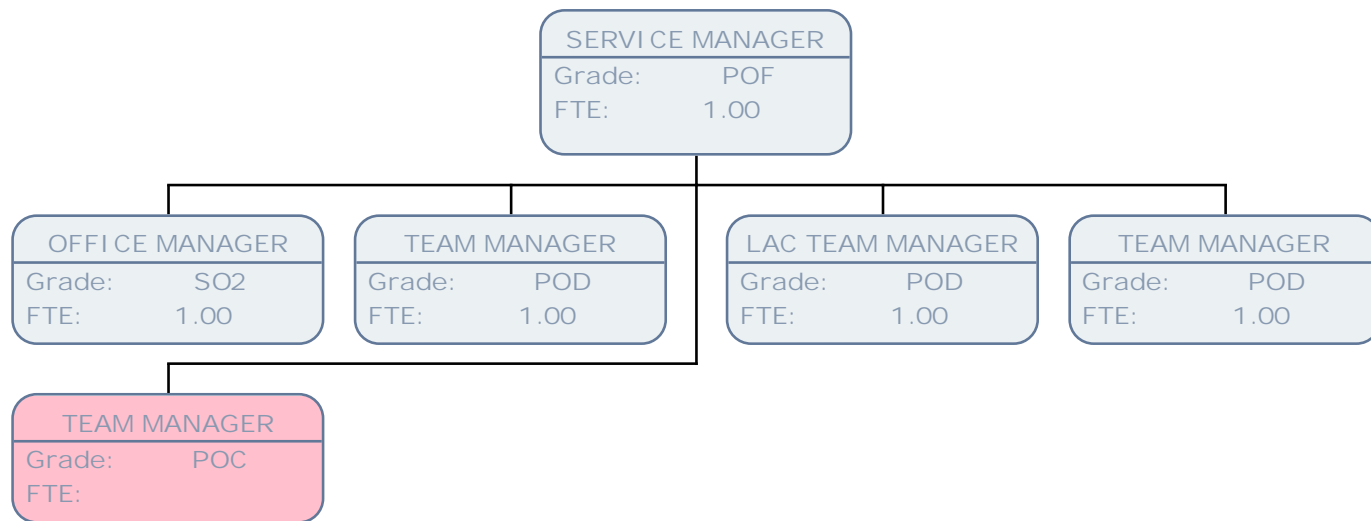 SERVICE MANAGER
Grade: POF
FTE: 1.00
OFFICE MANAGER
Grade: SO2
FTE: 1.00
TEAM MANAGER
Grade: POD
FTE: 1.00
LAC TEAM MANAGER
Grade: POD
FTE: 1.00
TEAM MANAGER
Grade: POD
FTE: 1.00
TEAM MANAGER
Grade: POC
FTE: